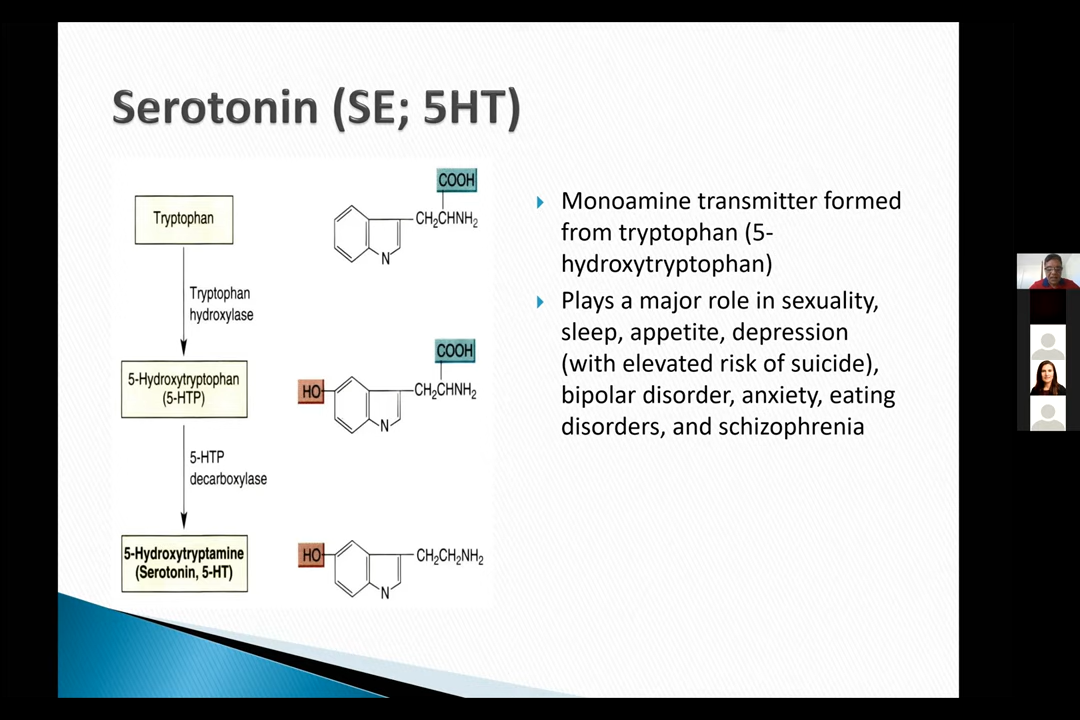 Serotonin (SE; 5HT)
Tryptophan
COOH
CH₂CHNH₂
N
Tryptophan
hydroxylase
5-Hydroxytryptophan
(5-HTP)
COOH
HO
CH₂CHNH₂
N
5-HTP
decarboxylase
5-Hydroxytryptamine
(Serotonin, 5-HT)
HO
CH₂CH₂NH₂
N
Monoamine transmitter formed
from tryptophan (5-
hydroxytryptophan)
Plays a major role in sexuality,
sleep, appetite, depression
(with elevated risk of suicide),
bipolar disorder, anxiety, eating
disorders, and schizophrenia